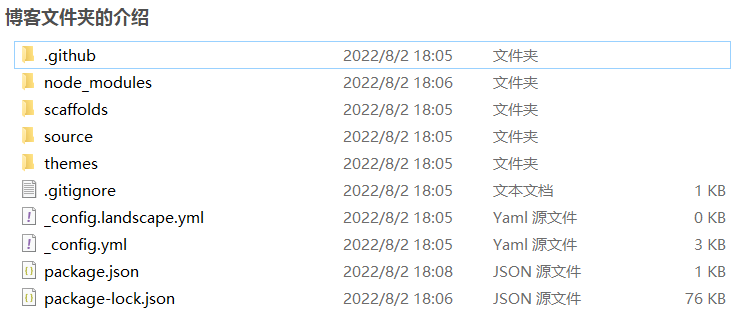 博客文件夹的介绍
.github 2022/8/2 18:05 文件夹
node_modules 2022/8/2 18:06 文件夹
scaffolds 2022/8/2 18:05 文件夹
source 2022/8/2 18:05 文件夹
themes 2022/8/2 18:05 文件夹
.gitignore 2022/8/2 18:05 文本文档 1 KB
_config.landscape.yml 2022/8/2 18:05 Yaml 源文件 0 KB
_config.yml 2022/8/2 18:05 Yaml 源文件 3 KB
package.json 2022/8/2 18:08 JSON 源文件 1 KB
package-lock.json 2022/8/2 18:06 JSON 源文件 76 KB